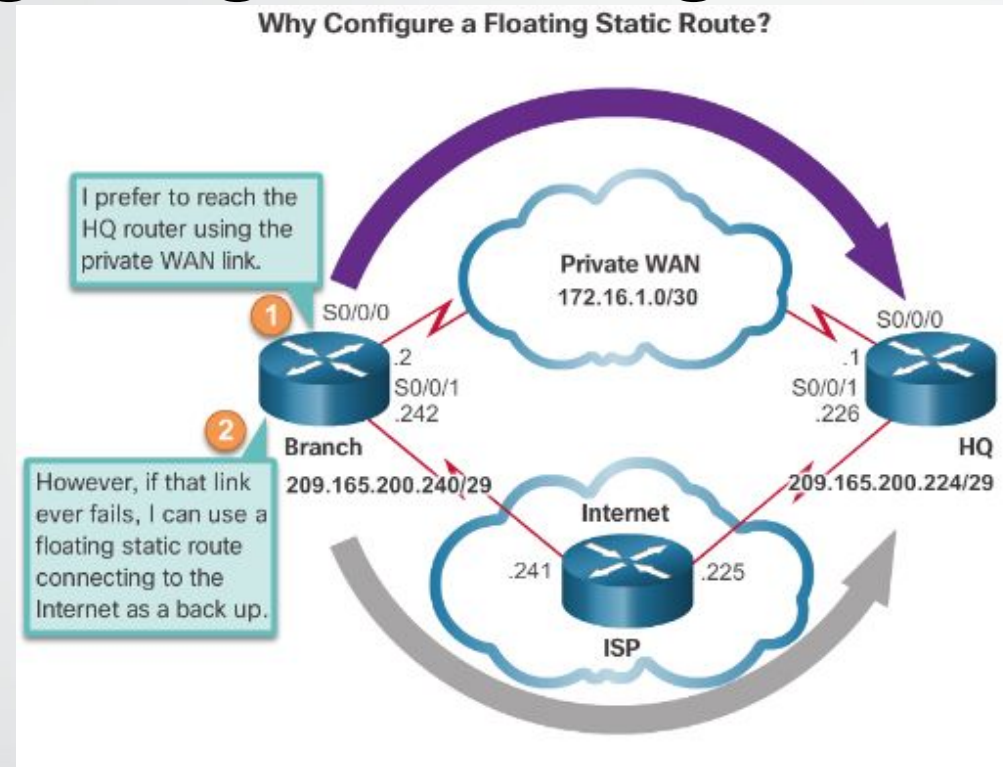 Why Configure a Floating Static Route?
I prefer to reach the
HQ router using the
private WAN link.
Private WAN
172.16.1.0/30
1
S0/0/0
S0/0/0
.2
.1
S0/0/1
.242
S0/0/1
.226
2
Branch
HQ
209.165.200.240/29
209.165.200.224/29
However, if that link
ever fails, I can use a
floating static route
connecting to the
Internet as a back up.
Internet
.241
.225
ISP